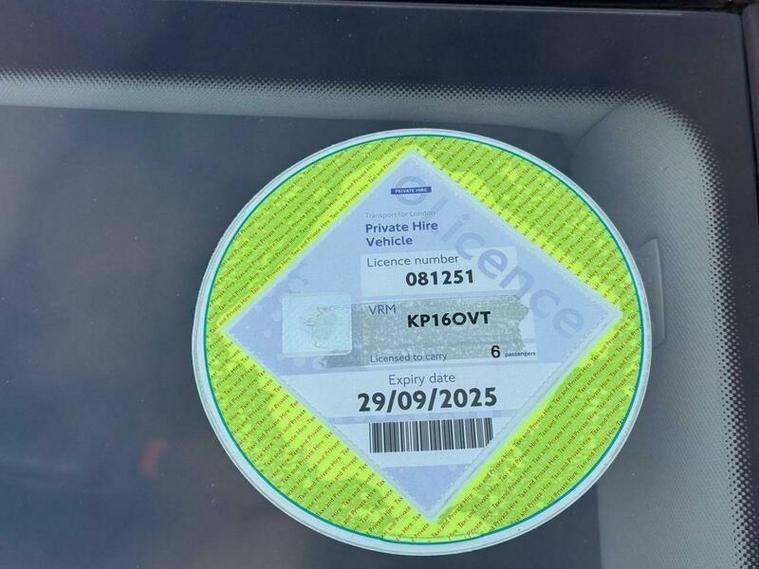 PRIVATE HIRE
Transport for London
Private Hire
Vehicle
Licence number
081251
VRM
KP16OVT
Licensed to carry 6 passengers
Expiry date
29/09/2025
Licence